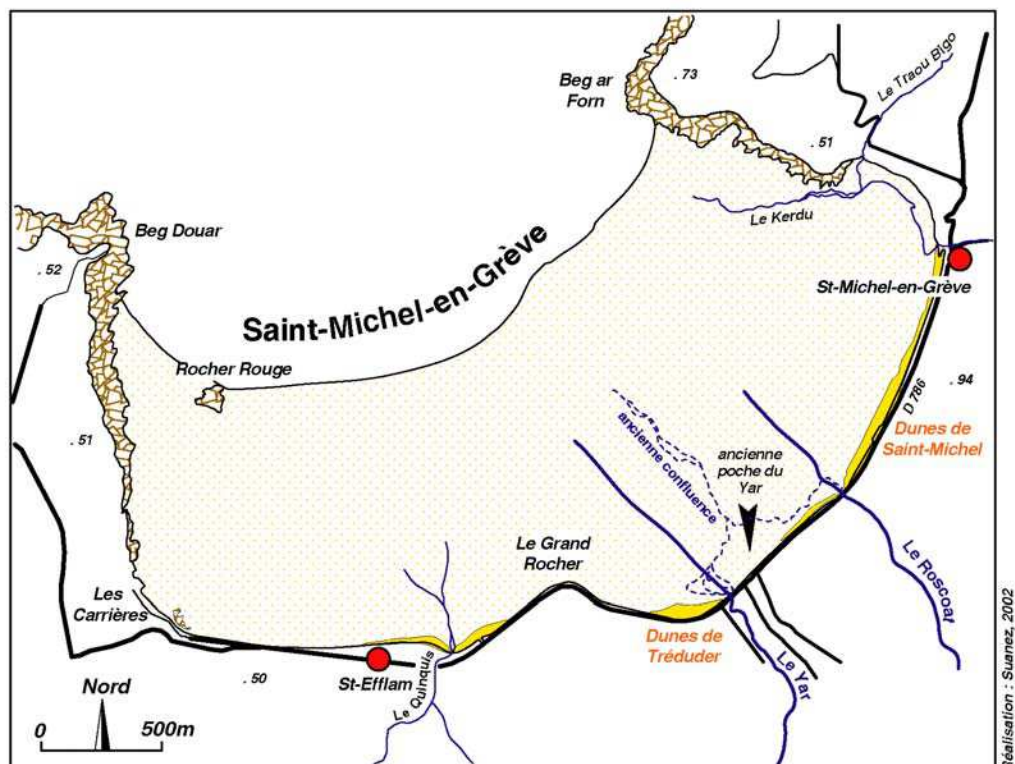 Beg ar
Forn
. 73
Le Traou Bigo
. 51
Le Kerdu
Beg Douar
. 52
Saint-Michel-en-Grève
St-Michel-en-Grève
Rocher Rouge
. 94
D 786
. 51
Dunes de
Saint-Michel
ancienne confluence
ancienne
poche du
Yar
Le Grand
Rocher
Le Roscoat
Les
Carrières
Dunes de
Tréduder
Le Yar
. 50
St-Efflam
Le Quinquis
Nord
0 500m
Réalisation : Suanez, 2002